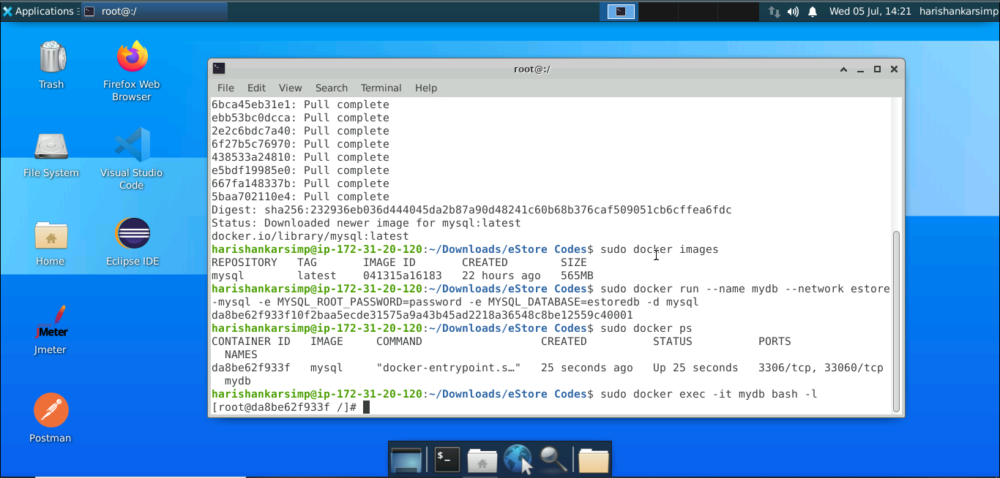 Applications
root@:/
Wed 05 Jul, 14:21
harishankarsimp
Trash
Firefox Web
Browser
File System
Visual Studio
Code
Home
Eclipse IDE
JMeter
Jmeter
Postman
root@:/
File Edit View Search Terminal Help
6bca45eb31e1: Pull complete
ebb53bc0dcca: Pull complete
2e2c6bdc7a40: Pull complete
6f27b5c76970: Pull complete
438533a24810: Pull complete
e5bdf19985e0: Pull complete
667fa148337b: Pull complete
5baa702110e4: Pull complete
Digest: sha256:232936eb036d444045da2b87a90d48241c60b68b376caf509051cb6cffea6fdc
Status: Downloaded newer image for mysql:latest
docker.io/library/mysql:latest
harishankarsimp@ip-172-31-20-120:~/Downloads/eStore Codes$ sudo docker images
REPOSITORY TAG IMAGE ID CREATED SIZE
mysql latest 041315a16183 22 hours ago 565MB
harishankarsimp@ip-172-31-20-120:~/Downloads/eStore Codes$ sudo docker run --name mydb --network estore
-mysql -e MYSQL_ROOT_PASSWORD=password -e MYSQL_DATABASE=estoredb -d mysql
da8be62f933f10f2baa5ecde31575a9a43b45ad2218a36548c8be12559c40001
harishankarsimp@ip-172-31-20-120:~/Downloads/eStore Codes$ sudo docker ps
CONTAINER ID IMAGE COMMAND CREATED STATUS PORTS
NAMES
da8be62f933f mysql "docker-entrypoint.s…" 25 seconds ago Up 25 seconds 3306/tcp, 33060/tcp
mydb
harishankarsimp@ip-172-31-20-120:~/Downloads/eStore Codes$ sudo docker exec -it mydb bash -l
[root@da8be62f933f /]#
$_